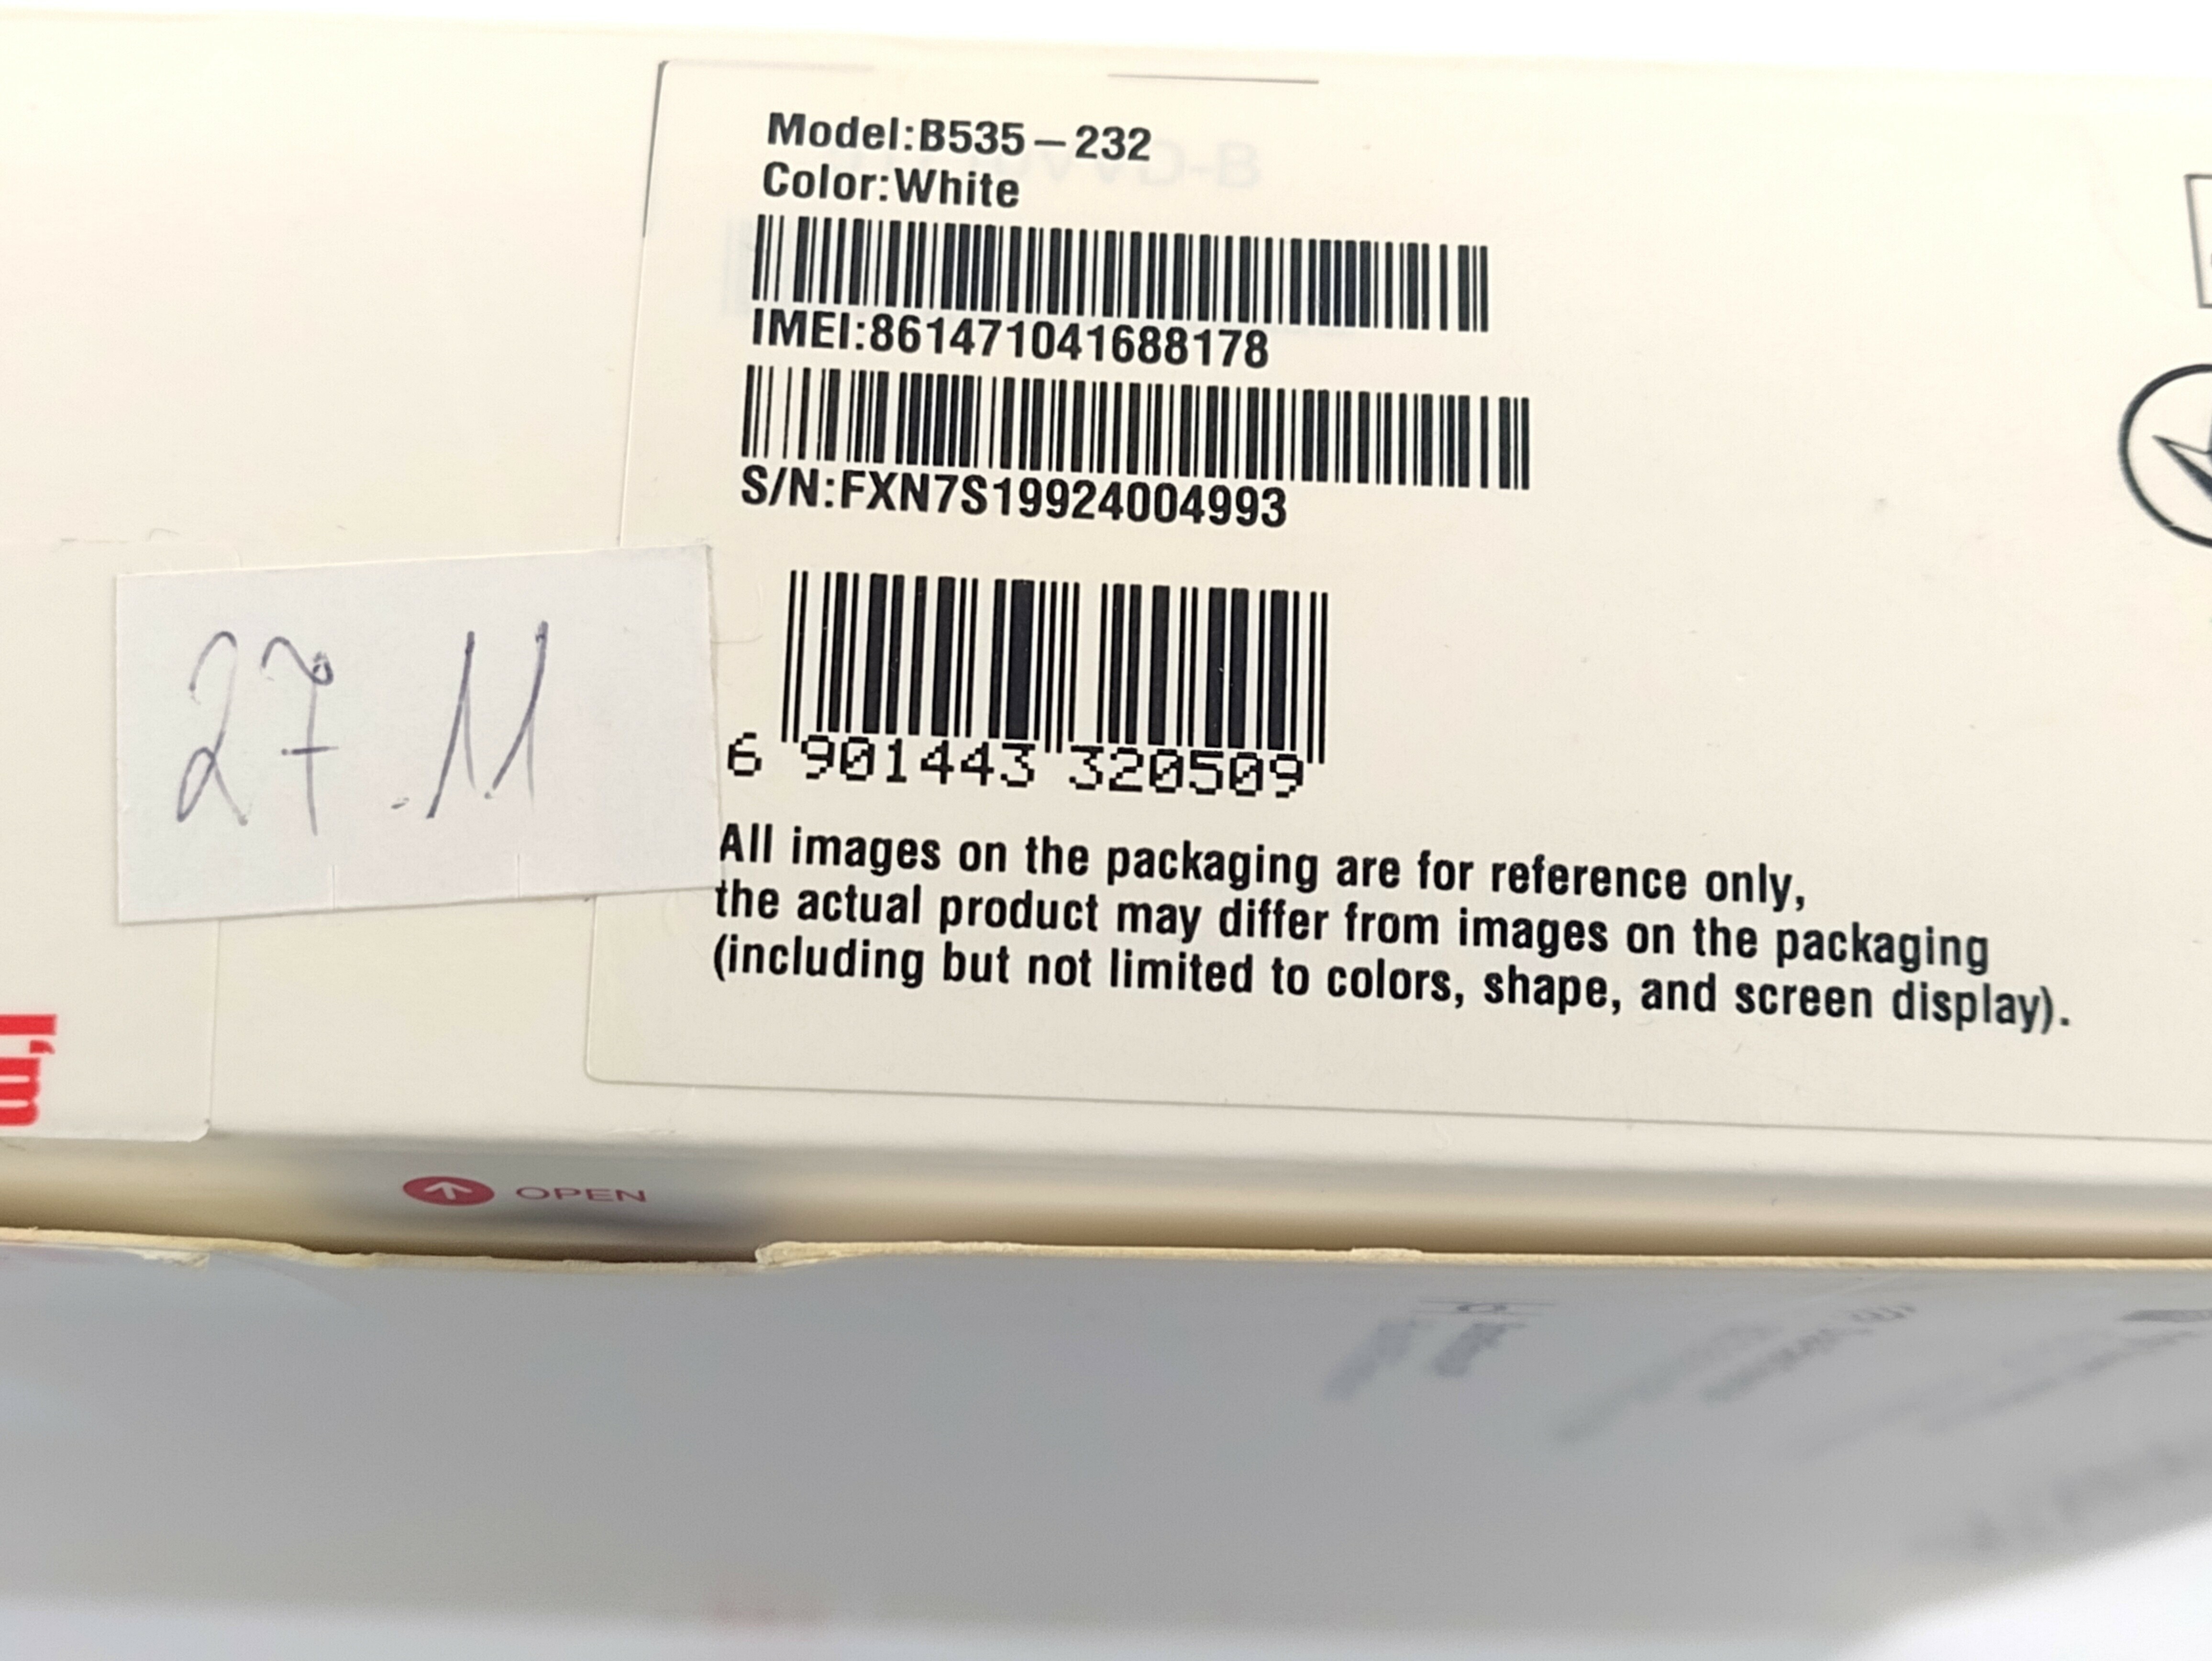 Model:B535-232
Color:White
IMEI:861471041688178
S/N:FXN7S19924004993
27.11
6 901443 320509
All images on the packaging are for reference only,
the actual product may differ from images on the packaging
(including but not limited to colors, shape, and screen display).
I'm
OPEN